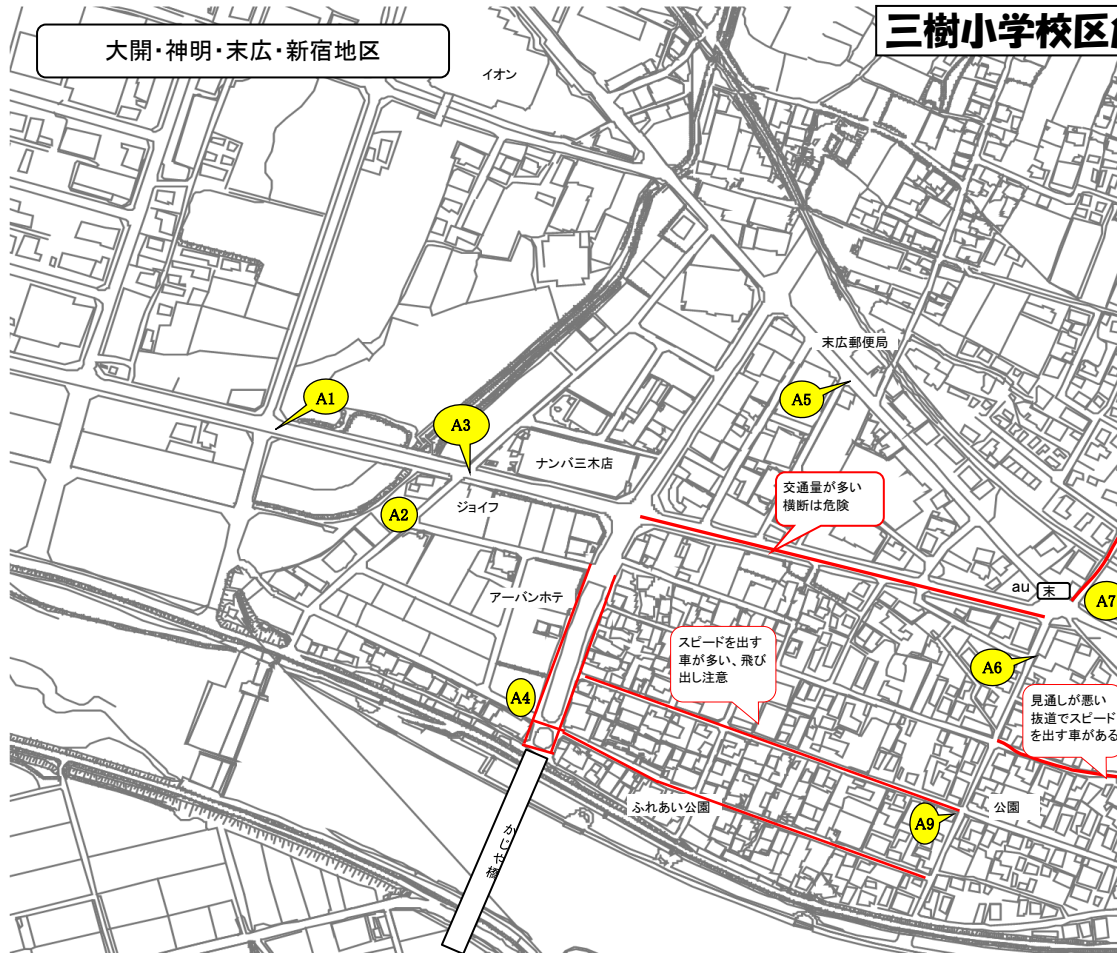 三樹小学校区
大開・神明・末広・新宿地区
イオン
末広郵便局
A1
A5
A3
ナンバ三木店
交通量が多い
横断は危険
ジョイフ
A2
au
末
アーバンホテ
A7
スピードを出す
車が多い、飛び
出し注意
A6
A4
見通しが悪い
抜道でスピード
を出す車がある
ふれあい公園
公園
A9
かじや橋